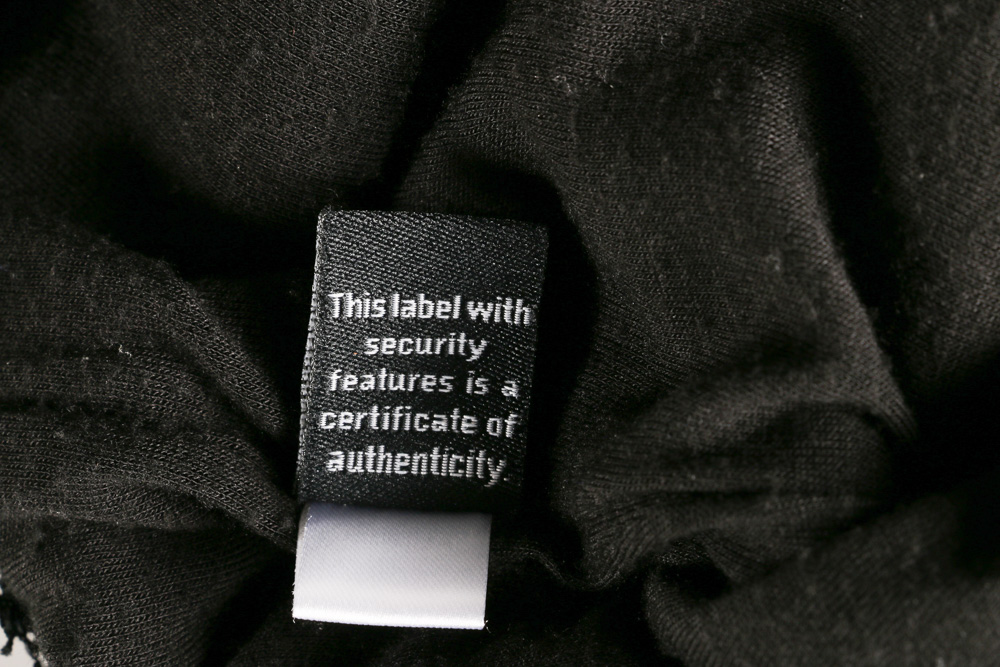 This label with
security
features is a
certificate of
authenticity.